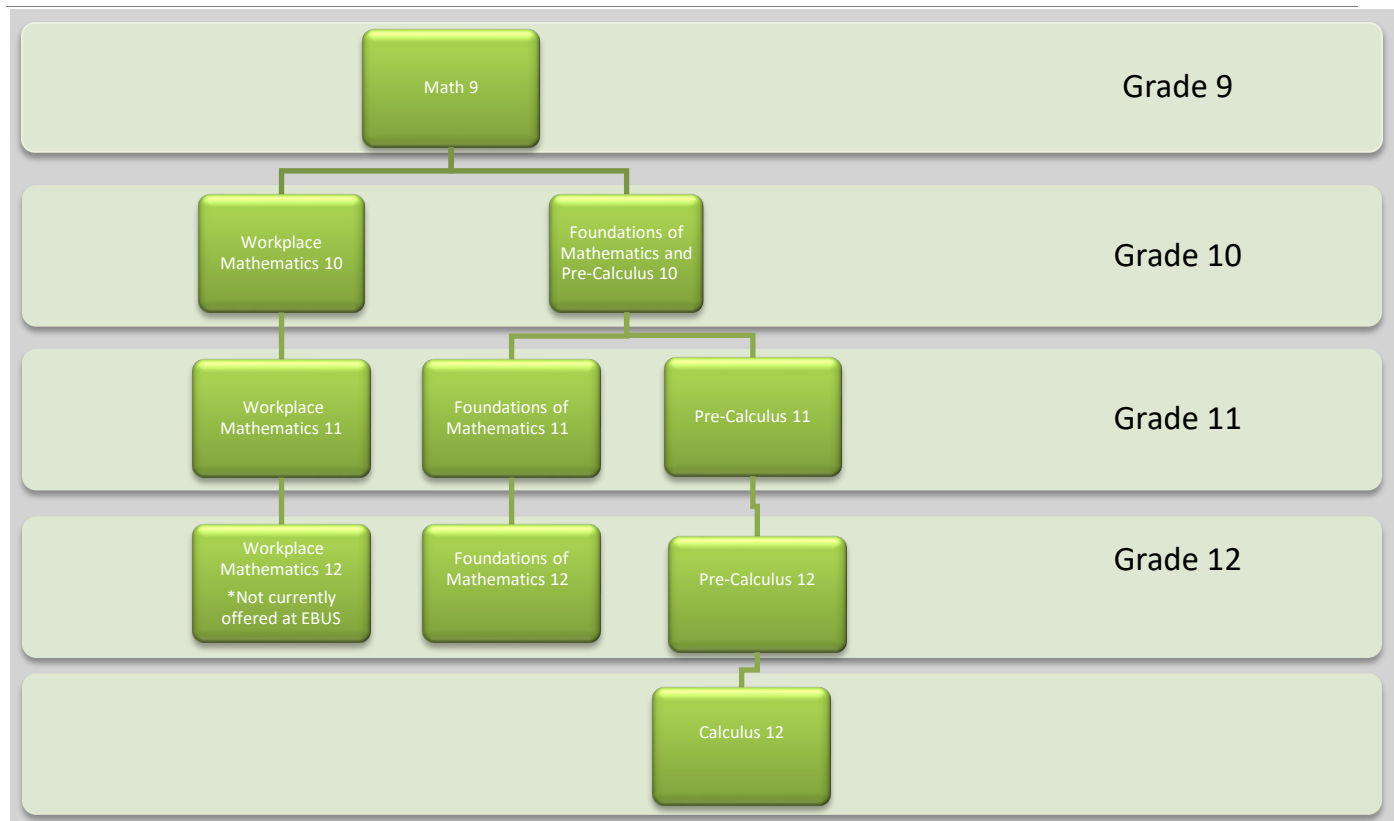 Math 9
Grade 9
Workplace
Mathematics 10
Foundations of
Mathematics and
Pre-Calculus 10
Grade 10
Workplace
Mathematics 11
Foundations of
Mathematics 11
Pre-Calculus 11
Grade 11
Workplace
Mathematics 12
*Not currently
offered at EBUS
Foundations of
Mathematics 12
Pre-Calculus 12
Grade 12
Calculus 12